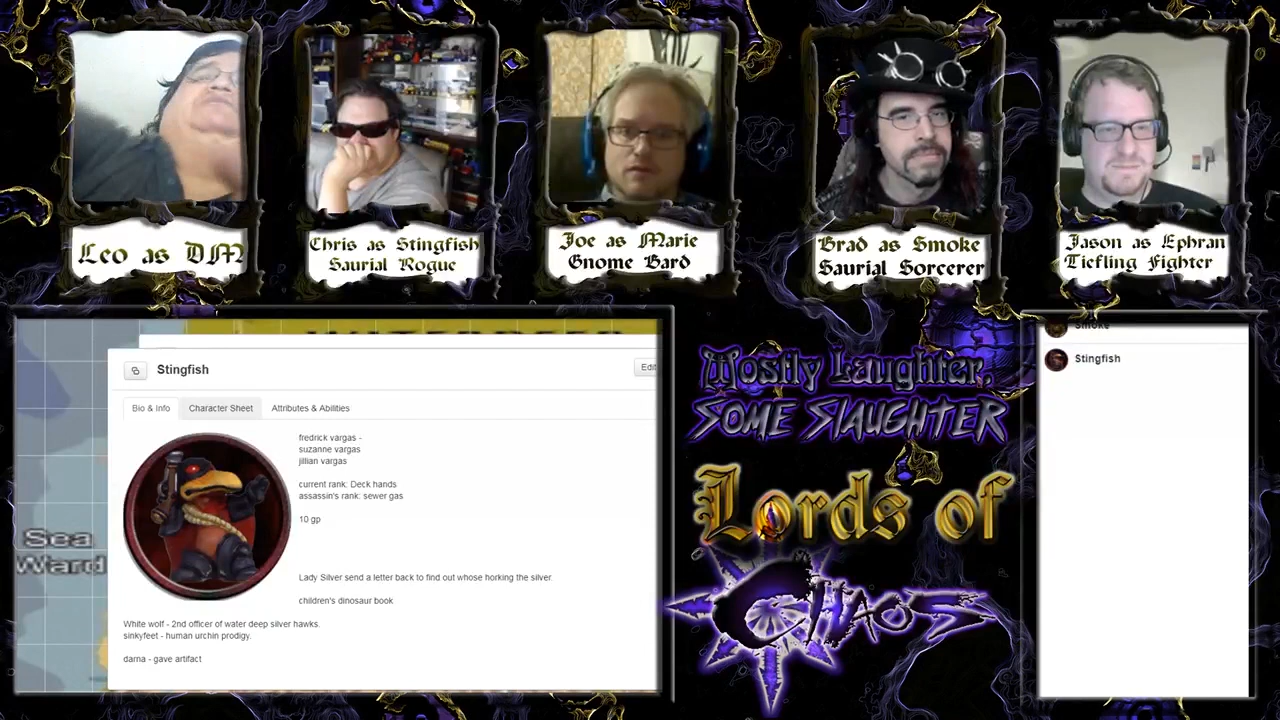 Leo as DM
Chris as Stingfish
Saurial Rogue
Joe as Marie
Gnome Bard
Brad as Smoke
Saurial Sorcerer
Jason as Ephran
Tiefling Fighter
Stingfish
Edit
Bio & Info
Character Sheet
Attributes & Abilities
fredrick vargas -
suzanne vargas
jillian vargas
current rank: Deck hands
assassin's rank: sewer gas
10 gp
Lady Silver send a letter back to find out whose horking the silver.
children's dinosaur book
White wolf - 2nd officer of water deep silver hawks.
sinkyfeet - human urchin prodigy.
darna - gave artifact
Sea
Ward
Mostly Laughter,
Some Slaughter
Lords of
Chaos
Smoke
Stingfish